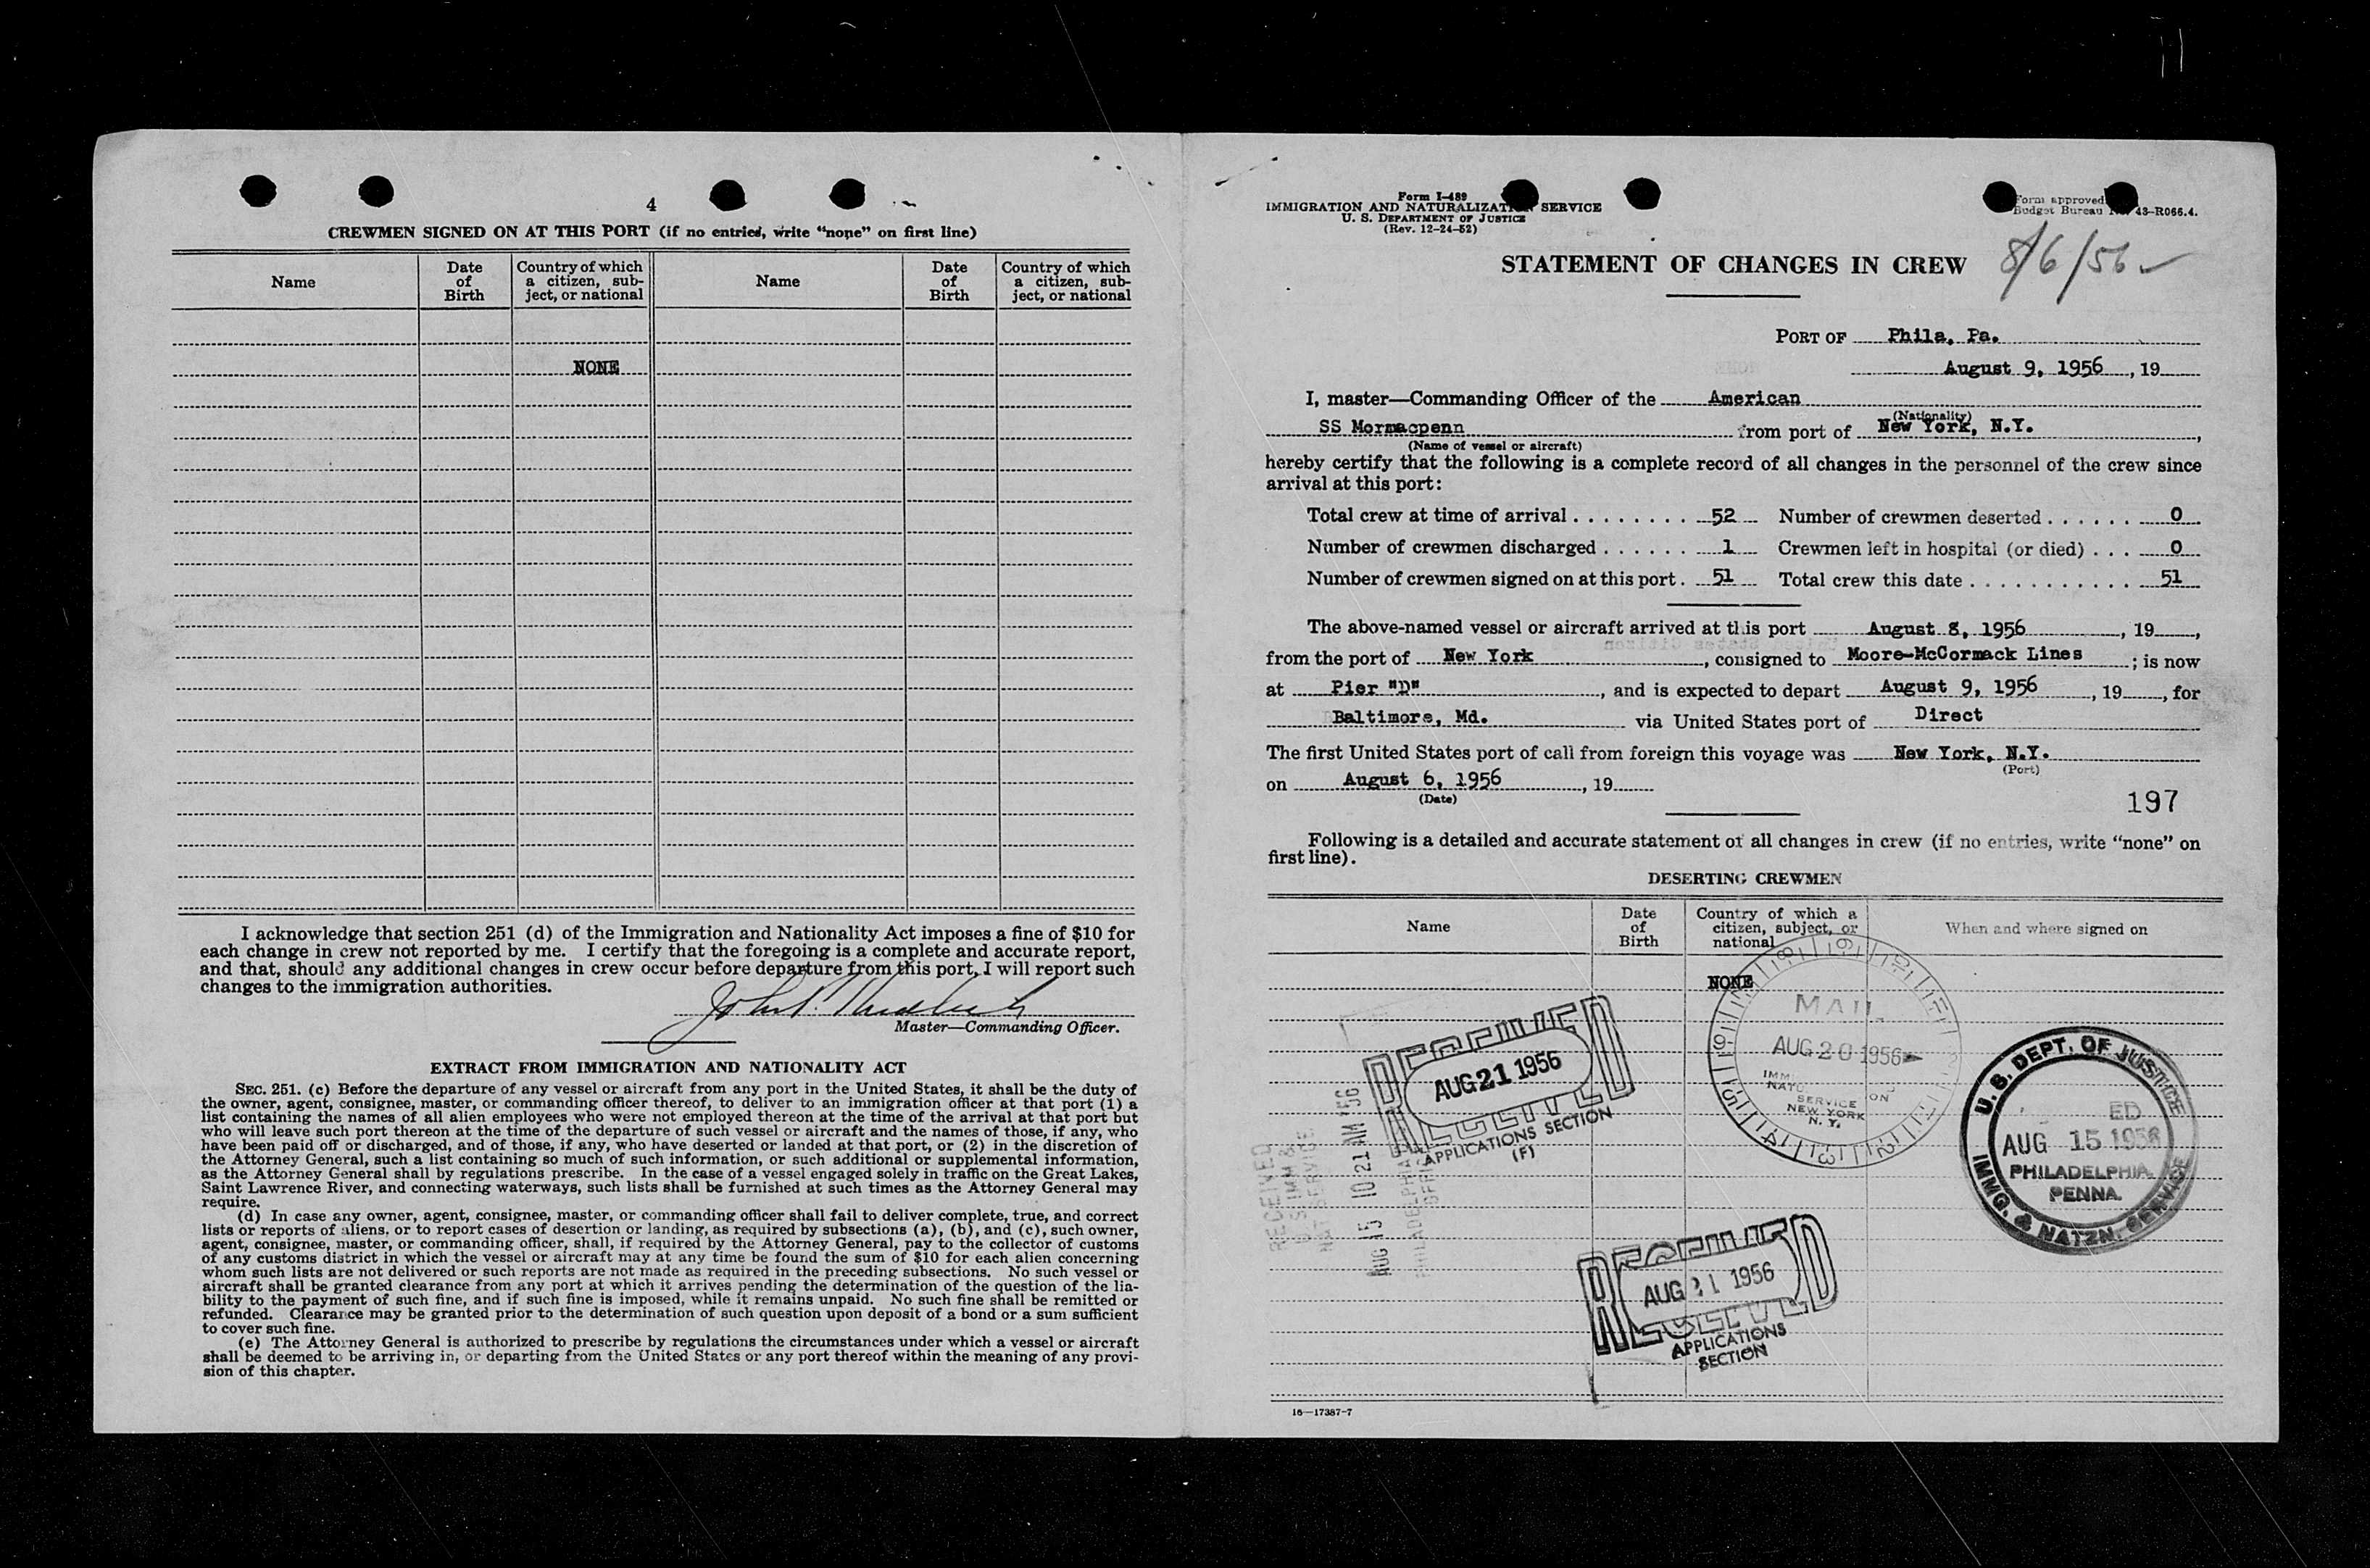 4
CREWMEN SIGNED ON AT THIS PORT (if no entries, write “none” on first line)
Name Date of Birth Country of which a citizen, subject, or national Name Date of Birth Country of which a citizen, subject, or national
NONE
I acknowledge that section 251 (d) of the Immigration and Nationality Act imposes a fine of $10 for
each change in crew not reported by me. I certify that the foregoing is a complete and accurate report,
and that, should any additional changes in crew occur before departure from this port, I will report such
changes to the immigration authorities.
John P.
Master—Commanding Officer.
EXTRACT FROM IMMIGRATION AND NATIONALITY ACT
SEC. 251. (c) Before the departure of any vessel or aircraft from any port in the United States, it shall be the duty of
the owner, agent, consignee, master, or commanding officer thereof, to deliver to an immigration officer at that port (1) a
list containing the names of all alien employees who were not employed thereon at the time of the arrival at that port but
who will leave such port thereon at the time of the departure of such vessel or aircraft and the names of those, if any, who
have been paid off or discharged, and of those, if any, who have deserted or landed at that port, or (2) in the discretion of
the Attorney General, such a list containing so much of such information, or such additional or supplemental information,
as the Attorney General shall by regulations prescribe. In the case of a vessel engaged solely in traffic on the Great Lakes,
Saint Lawrence River, and connecting waterways, such lists shall be furnished at such times as the Attorney General may
require.
(d) In case any owner, agent, consignee, master, or commanding officer shall fail to deliver complete, true, and correct
lists or reports of aliens, or to report cases of desertion or landing, as required by subsections (a), (b), and (c), such owner,
agent, consignee, master, or commanding officer, shall, if required by the Attorney General, pay to the collector of customs
of any customs district in which the vessel or aircraft may at any time be found the sum of $10 for each alien concerning
whom such lists are not delivered or such reports are not made as required in the preceding subsections. No such vessel or
aircraft shall be granted clearance from any port at which it arrives pending the determination of the question of the lia-
bility to the payment of such fine, and if such fine is imposed, while it remains unpaid. No such fine shall be remitted or
refunded. Clearance may be granted prior to the determination of such question upon deposit of a bond or a sum sufficient
to cover such fine.
(e) The Attorney General is authorized to prescribe by regulations the circumstances under which a vessel or aircraft
shall be deemed to be arriving in, or departing from the United States or any port thereof within the meaning of any provi-
sion of this chapter.
Form I-489
IMMIGRATION AND NATURALIZATION SERVICE
U. S. DEPARTMENT OF JUSTICE
(Rev. 12-24-52)
Form approved
Budget Bureau 43-R066.4.
STATEMENT OF CHANGES IN CREW
8/6/56
PORT OF Phila, Pa.
August 9, 1956, 19
I, master—Commanding Officer of the American
(Nationality)
SS Mormacpenn from port of New York, N.Y.,
(Name of vessel or aircraft)
hereby certify that the following is a complete record of all changes in the personnel of the crew since
arrival at this port:
Total crew at time of arrival 52 Number of crewmen deserted 0
Number of crewmen discharged 1 Crewmen left in hospital (or died) 0
Number of crewmen signed on at this port. 51 Total crew this date 51
The above-named vessel or aircraft arrived at this port August 8, 1956, 19,
from the port of New York, consigned to Moore-McCormack Lines; is now
at Pier "D", and is expected to depart August 9, 1956, 19, for
Baltimore, Md. via United States port of Direct
The first United States port of call from foreign this voyage was New York, N.Y.
(Port)
on August 6, 1956, 19
(Date)
197
Following is a detailed and accurate statement of all changes in crew (if no entries, write “none” on
first line).
DESERTING CREWMEN
Name Date of Birth Country of which a citizen, subject, or national When and where signed on
NONE
MAIL
AUG 20 1956
SERVICE
NEW YORK
N. Y.
RECEIVED
AUG 21 1956
APPLICATIONS SECTION
(F)
RECEIVED
AUG 15 10 21 AM '56
U. S. DEPT. OF JUSTICE
AUG 15 1956
PHILADELPHIA
PENNA.
IMMG. & NATZN. SERVICE
RECEIVED
AUG 21 1956
APPLICATIONS
SECTION
16—17387-7